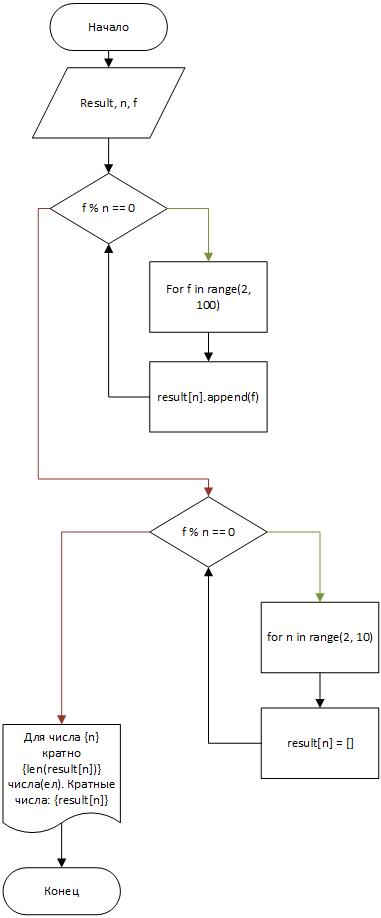 Начало
Result, n, f
f % n == 0
For f in range(2,
100)
result[n].append(f)
f % n == 0
for n in range(2, 10)
result[n] = []
Для числа {n}
кратно
{len(result[n])}
числа(ел). Кратные
числа: {result[n]}
Конец